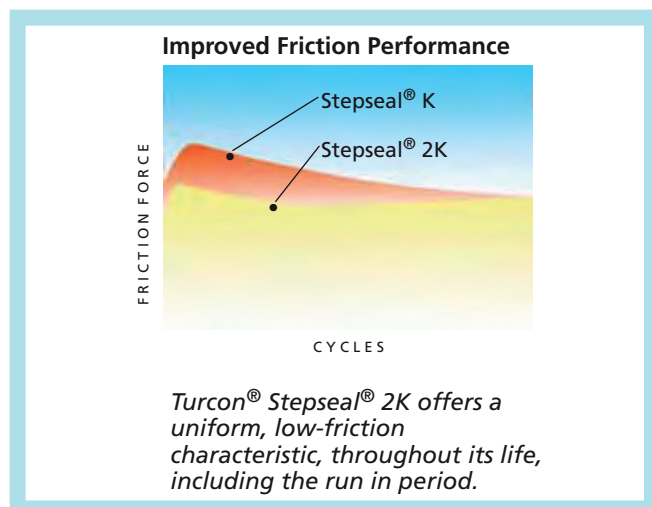 Improved Friction Performance
Stepseal® K
Stepseal® 2K
FRICTION FORCE
CYCLES
Turcon® Stepseal® 2K offers a
uniform, low-friction
characteristic, throughout its life,
including the run in period.